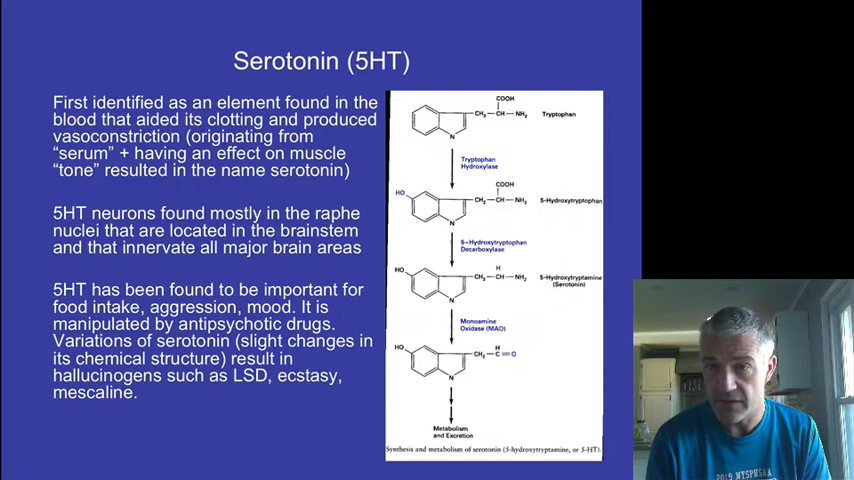 Serotonin (5HT)
First identified as an element found in the
blood that aided its clotting and produced
vasoconstriction (originating from
“serum” + having an effect on muscle
“tone” resulted in the name serotonin)
5HT neurons found mostly in the raphe
nuclei that are located in the brainstem
and that innervate all major brain areas
5HT has been found to be important for
food intake, aggression, mood. It is
manipulated by antipsychotic drugs.
Variations of serotonin (slight changes in
its chemical structure) result in
hallucinogens such as LSD, ecstasy,
mescaline.
COOH
CH₂—CH—NH₂
Tryptophan
N
Tryptophan
Hydroxylase
COOH
HO
CH₂—CH—NH₂
5-Hydroxytryptophan
N
5-Hydroxytryptophan
Decarboxylase
H
HO
CH₂—CH—NH₂
5-Hydroxytryptamine
(Serotonin)
N
Monoamine
Oxidase (MAO)
H
HO
CH₂—C=O
N
Metabolism
and Excretion
Synthesis and metabolism of serotonin (5-hydroxytryptamine, or 5-HT).
2019 MTSPHSAA